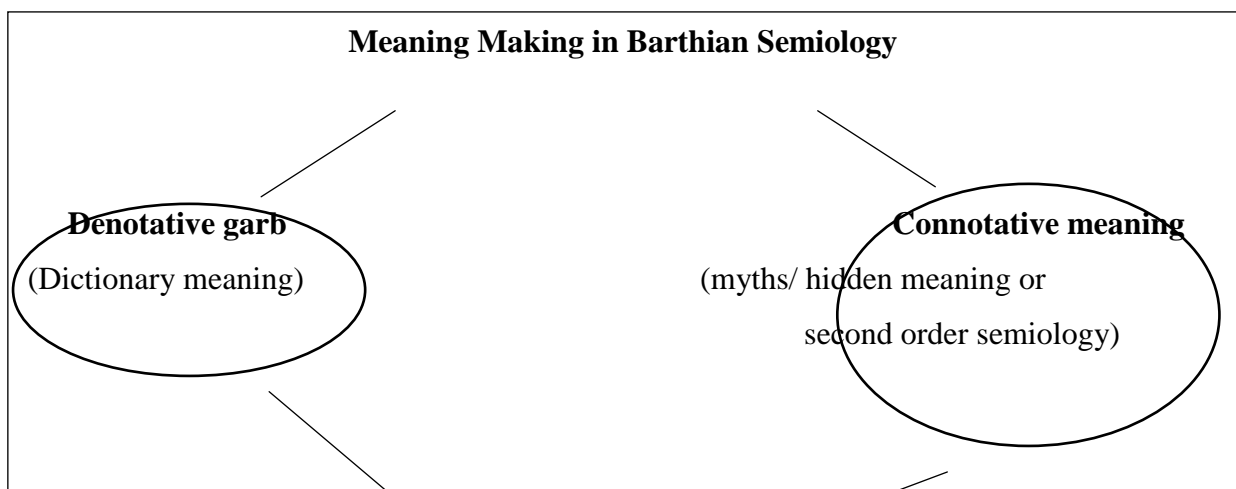 Meaning Making in Barthian Semiology
Denotative garb
(Dictionary meaning)
Connotative meaning
(myths/ hidden meaning or
second order semiology)